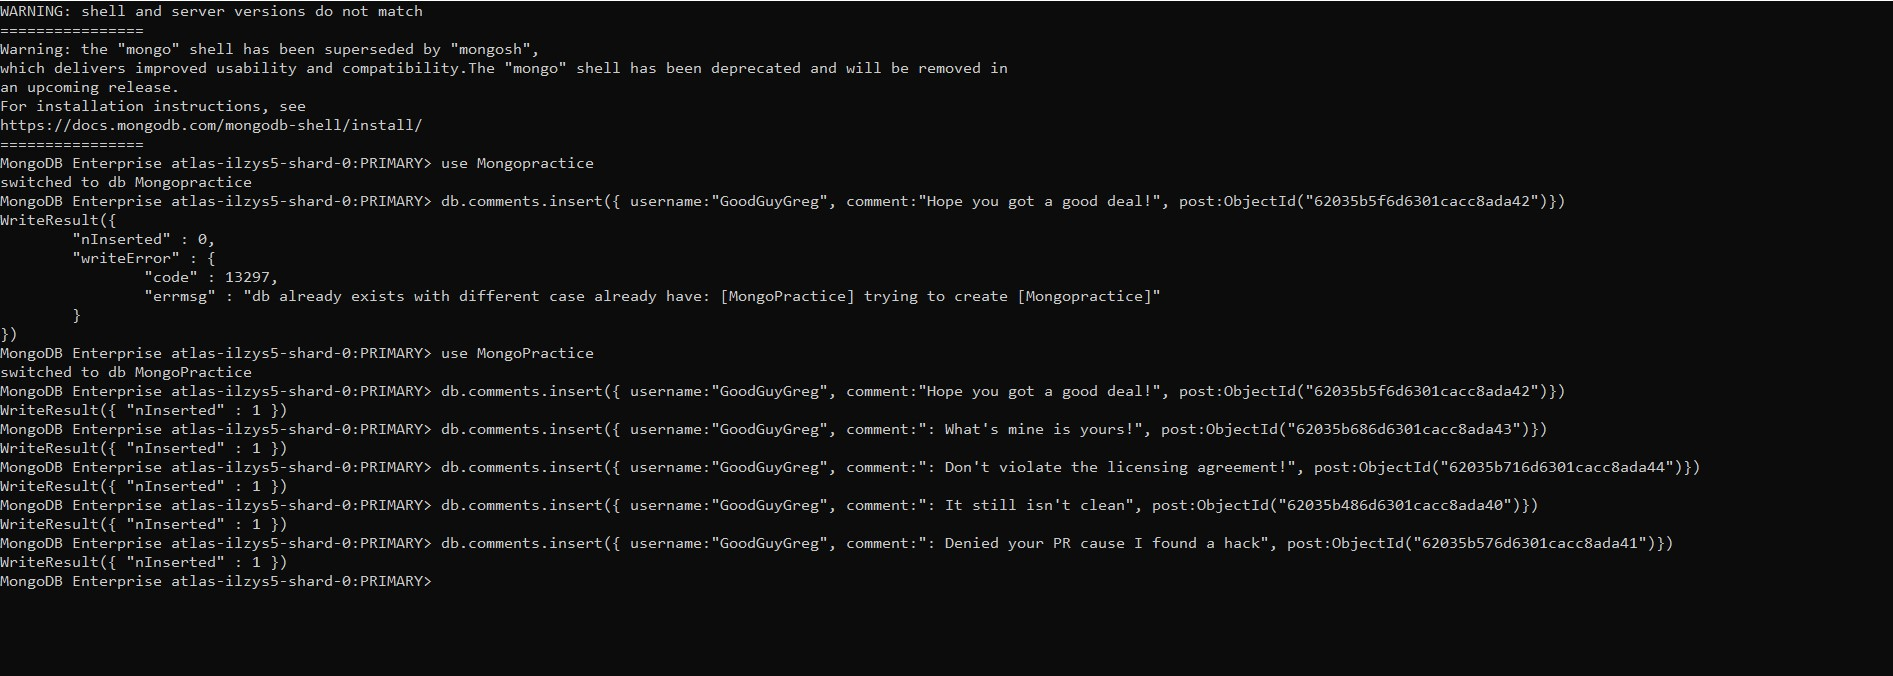 WARNING: shell and server versions do not match
================
Warning: the "mongo" shell has been superseded by "mongosh",
which delivers improved usability and compatibility.The "mongo" shell has been deprecated and will be removed in
an upcoming release.
For installation instructions, see
https://docs.mongodb.com/mongodb-shell/install/
================
MongoDB Enterprise atlas-ilzys5-shard-0:PRIMARY> use Mongopractice
switched to db Mongopractice
MongoDB Enterprise atlas-ilzys5-shard-0:PRIMARY> db.comments.insert({ username:"GoodGuyGreg", comment:"Hope you got a good deal!", post:ObjectId("62035b5f6d6301cacc8ada42")})
WriteResult({
        "nInserted" : 0,
        "writeError" : {
                "code" : 13297,
                "errmsg" : "db already exists with different case already have: [MongoPractice] trying to create [Mongopractice]"
        }
})
MongoDB Enterprise atlas-ilzys5-shard-0:PRIMARY> use MongoPractice
switched to db MongoPractice
MongoDB Enterprise atlas-ilzys5-shard-0:PRIMARY> db.comments.insert({ username:"GoodGuyGreg", comment:"Hope you got a good deal!", post:ObjectId("62035b5f6d6301cacc8ada42")})
WriteResult({ "nInserted" : 1 })
MongoDB Enterprise atlas-ilzys5-shard-0:PRIMARY> db.comments.insert({ username:"GoodGuyGreg", comment:": What's mine is yours!", post:ObjectId("62035b686d6301cacc8ada43")})
WriteResult({ "nInserted" : 1 })
MongoDB Enterprise atlas-ilzys5-shard-0:PRIMARY> db.comments.insert({ username:"GoodGuyGreg", comment:": Don't violate the licensing agreement!", post:ObjectId("62035b716d6301cacc8ada44")})
WriteResult({ "nInserted" : 1 })
MongoDB Enterprise atlas-ilzys5-shard-0:PRIMARY> db.comments.insert({ username:"GoodGuyGreg", comment:": It still isn't clean", post:ObjectId("62035b486d6301cacc8ada40")})
WriteResult({ "nInserted" : 1 })
MongoDB Enterprise atlas-ilzys5-shard-0:PRIMARY> db.comments.insert({ username:"GoodGuyGreg", comment:": Denied your PR cause I found a hack", post:ObjectId("62035b576d6301cacc8ada41")})
WriteResult({ "nInserted" : 1 })
MongoDB Enterprise atlas-ilzys5-shard-0:PRIMARY>